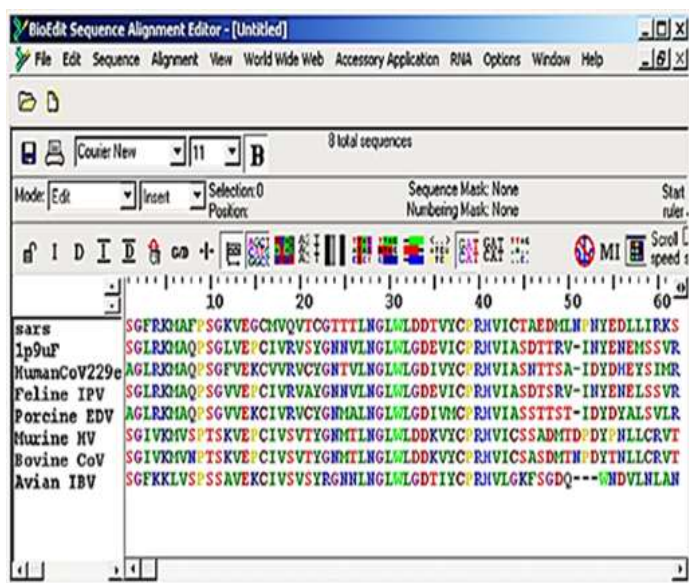 BioEdit Sequence Alignment Editor - [Untitled]
File Edit Sequence Alignment View World Wide Web Accessory Application RNA Options Window Help
Courier New 11 B 8 total sequences
Mode: Edit Insert Selection: 0 Sequence Mask: None Start
Position: Numbering Mask: None ruler
I D I D MI Scroll
speed
10 20 30 40 50 60
sars SGFRKMAFPSGKVEGCMVQVTCGTTTLNGLWLDDTVYCPRHVICTAEDMLNPNYEDLLIRKS
1p9uF SGLRKMAQPSGLVEPCIVRVSYGNNVLNGLWLGDEVICPRHVIASDTTRV-INYENEMSSVR
HumanCoV229e AGLRKMAQPSGFVEKCVVRVCYGNTVLNGLWLGDIVYCPRHVIASNTTSA-IDYDHEYSIMR
Feline IPV SGLRKMAQPSGVVEPCIVRVAYGNNVLNGLWLGDEVICPRHVIASDTSRV-INYENELSSVR
Porcine EDV AGLRKMAQPSGVVEKCIVRVCYGNMALNGLWLGDIVMCPRHVIASSTTST-IDYDYALSVLR
Murine HV SGIVKMVSPTSKVEPCIVSVTYGNMTLNGLWLDDKVYCPRHVICSSADMTDPDYPNLLCRVT
Bovine CoV SGIVKMVNPTSKVEPCIVSVTYGNMTLNGLWLDDKVYCPRHVICSASDMTNPDYTNLLCRVT
Avian IBV SGFKKLVSPSSAVEKCIVSVSYRGNNLNGLWLGDTIYCPRHVLGKFSGDQ---WNDVLNLAN